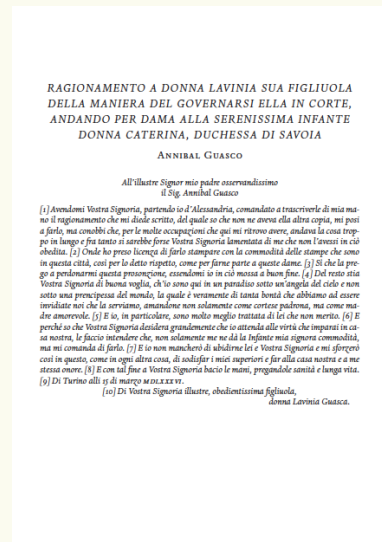 RAGIONAMENTO A DONNA LAVINIA SUA FIGLIUOLA
DELLA MANIERA DEL GOVERNARSI ELLA IN CORTE,
ANDANDO PER DAMA ALLA SERENISSIMA INFANTE
DONNA CATERINA, DUCHESSA DI SAVOIA
ANNIBAL GUASCO
All'illustre Signor mio padre osservandissimo
il Sig. Annibal Guasco
[1] Avendomi Vostra Signoria, partendo io d'Alessandria, comandato a trascriverle di mia ma-
no il ragionamento che mi diede scritto, del quale so che non ne aveva ella altra copia, mi posi
a farlo, ma conobbi che, per le molte occupazioni che qui mi ritrovo avere, andava la cosa trop-
po in lungo e fra tanto si sarebbe forse Vostra Signoria lamentata di me che non l'avessi in ciò
obedita. [2] Onde ho preso licenza di farlo stampare con la commodità delle stampe che sono
in questa città, così per lo detto rispetto, come per farne parte a queste dame. [3] Sì che la pre-
go a perdonarmi questa prosonzione, essendomi io in ciò mossa a buon fine. [4] Del resto stia
Vostra Signoria di buona voglia, ch'io sono qui in un paradiso sotto un'angela del cielo e non
sotto una prencipessa del mondo, la quale è veramente di tanta bontà che abbiamo ad essere
invidiate noi che la serviamo, amandone non solamente come cortese padrona, ma come ma-
dre amorevole. [5] E io, in particolare, sono molto meglio trattata di lei che non merito. [6] E
perché so che Vostra Signoria desidera grandemente che io attenda alle virtù che imparai in ca-
sa nostra, le faccio intendere che, non solamente me ne dà la Infante mia signora commodità,
ma mi comanda di farlo. [7] E io non mancherò di ubidirne lei e Vostra Signoria e mi sforzerò
così in questo, come in ogni altra cosa, di sodisfar i miei superiori e far alla casa nostra e a me
stessa onore. [8] E con tal fine a Vostra Signoria bacio le mani, pregandole sanità e lunga vita.
[9] Di Turino alli 15 di marzo MDLXXXVI.
[10] Di Vostra Signoria illustre, obedientissima figliuola,
donna Lavinia Guasca.